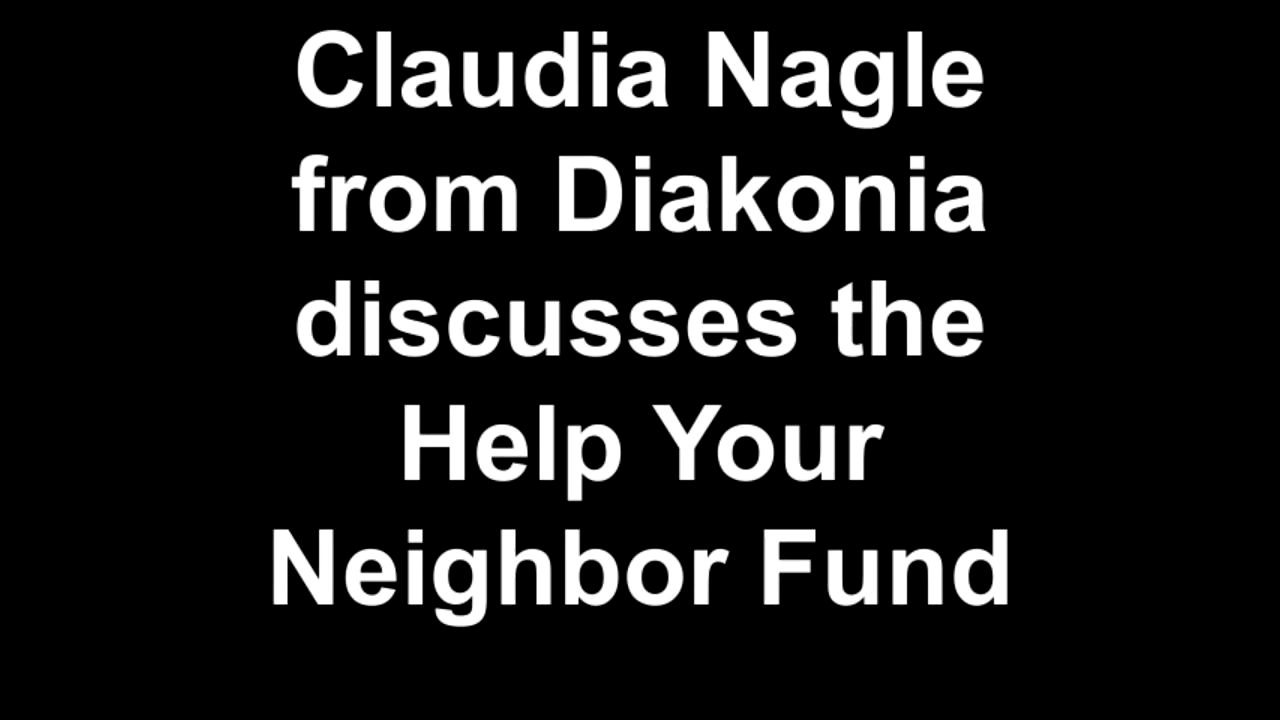 Claudia Nagle
from Diakonia
discusses the
Help Your
Neighbor Fund